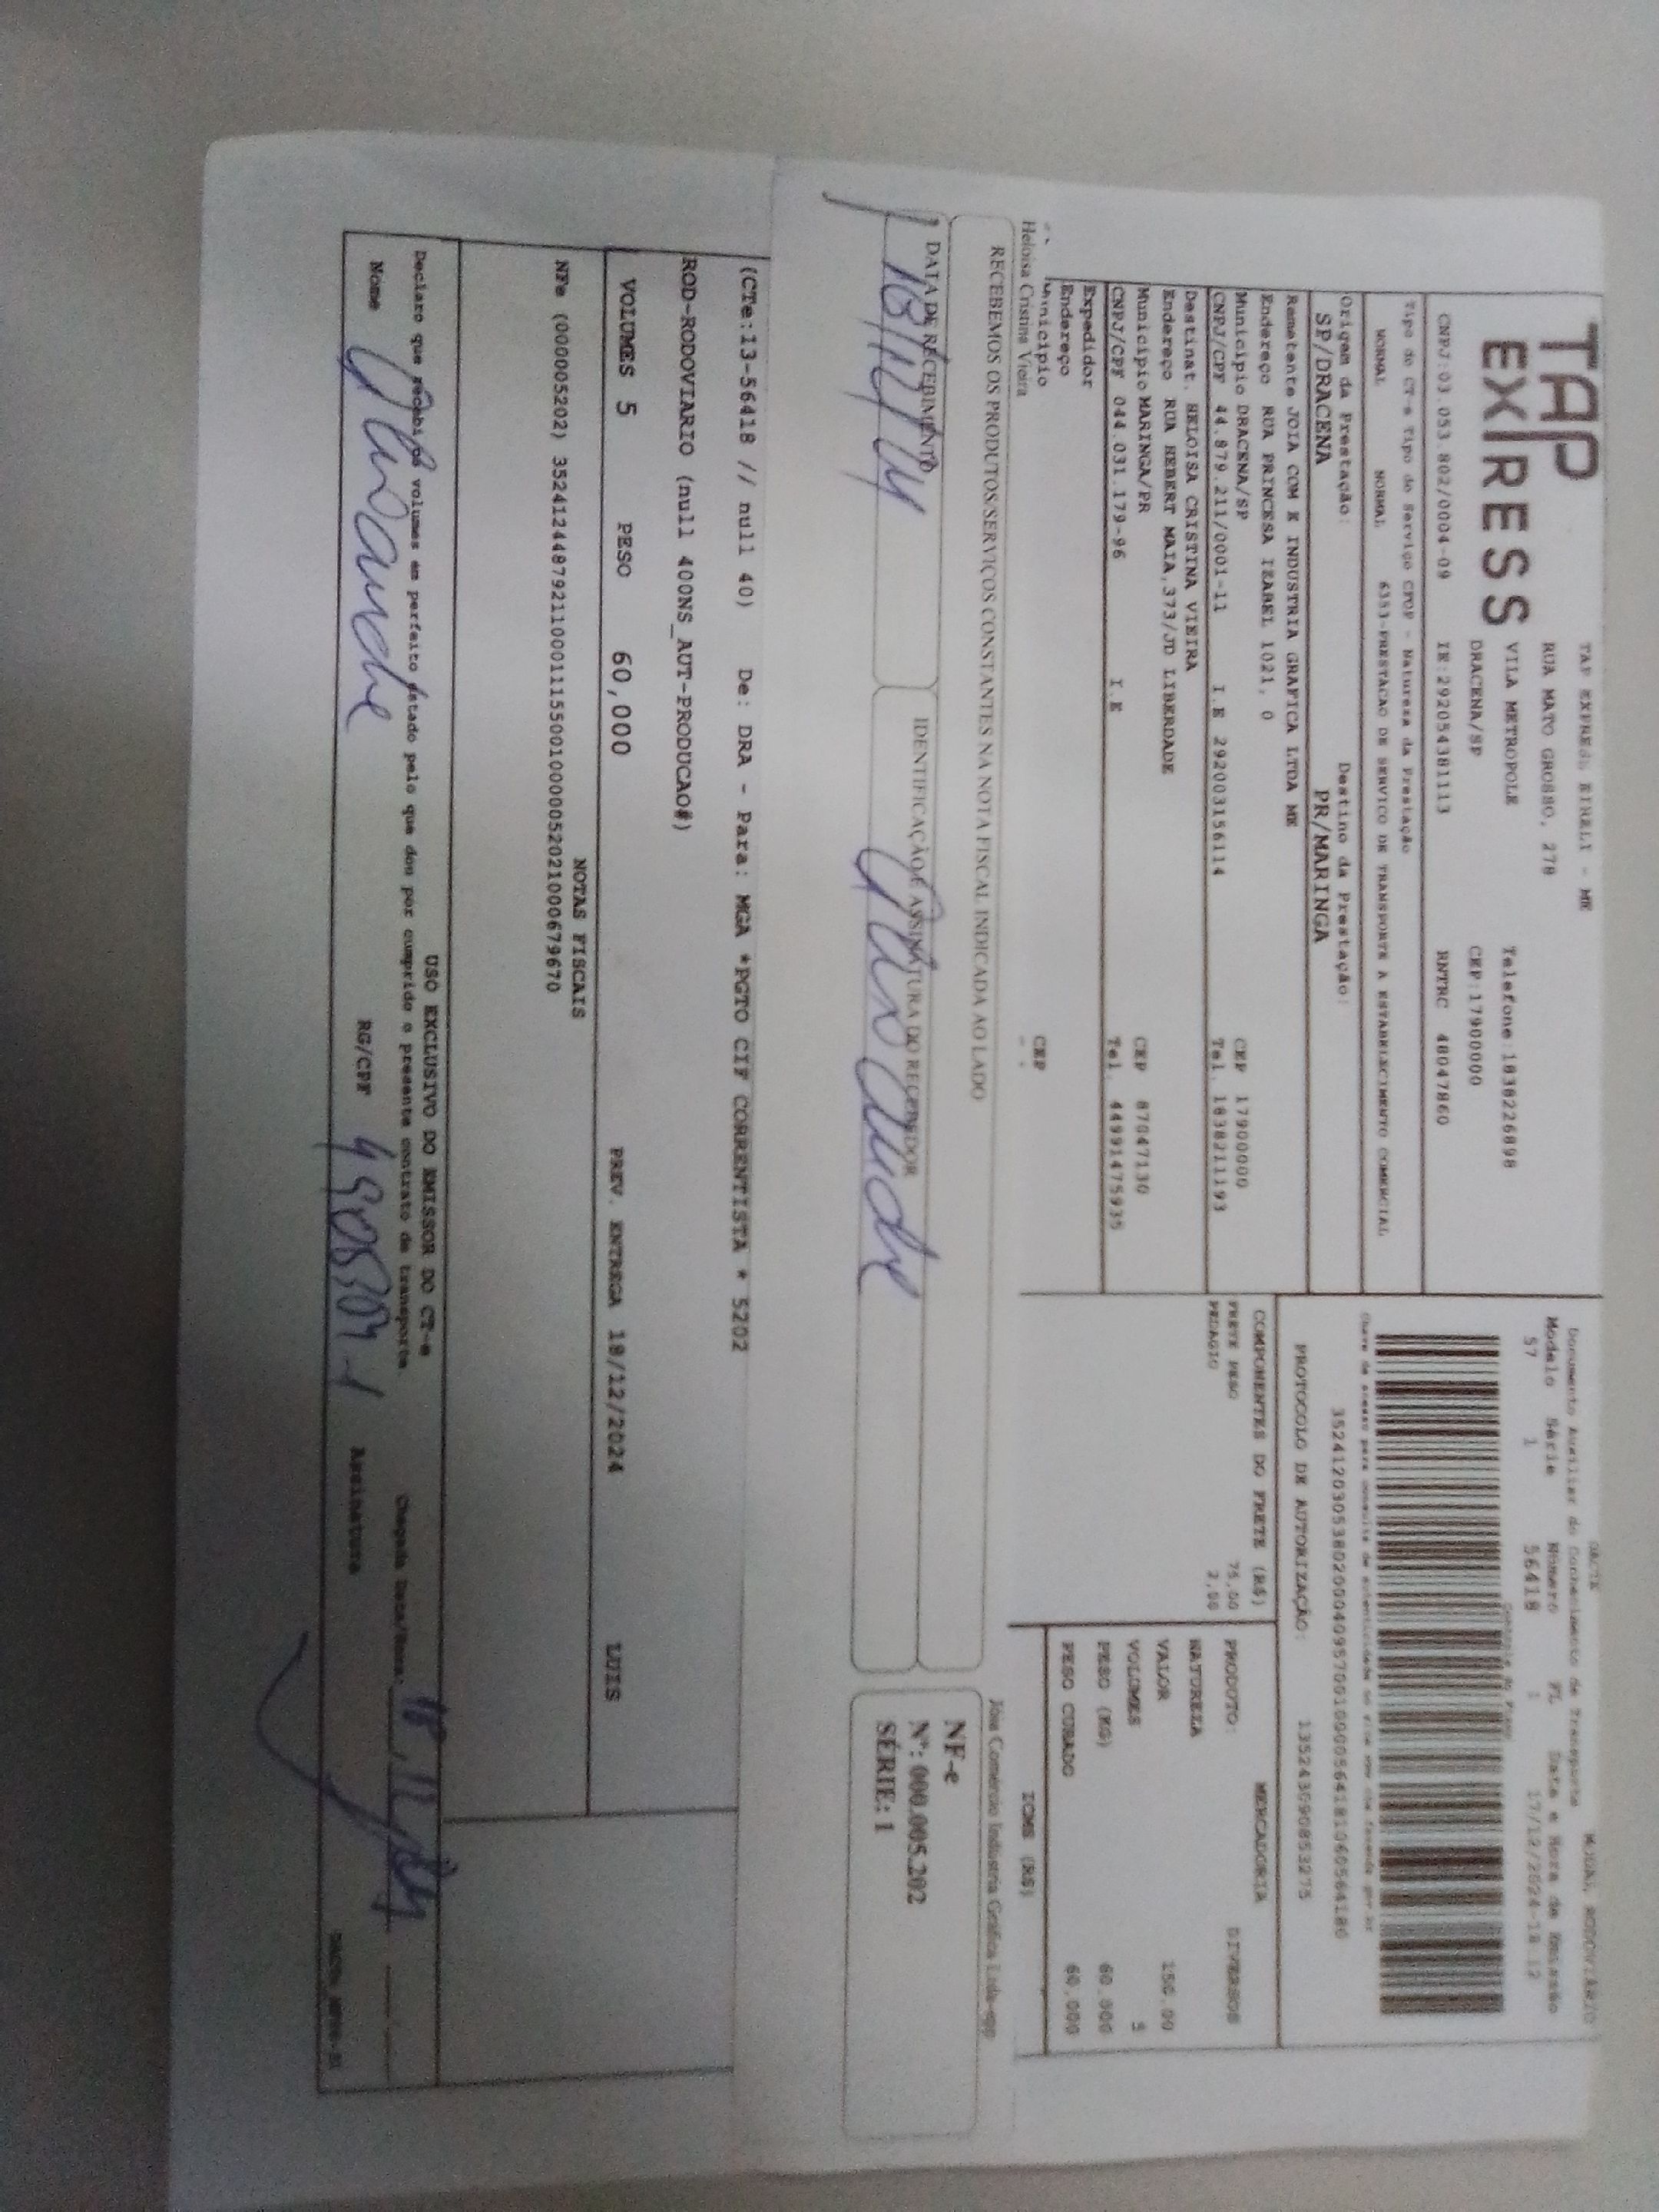 TAP
EXPRESS
TAP EXPRESS EIRELI - ME
RUA MATO GROSSO, 278
VILA METROPOLE Telefone:1838226898
DRACENA/SP CEP:17900000
CNPJ:03.053.802/0004-09 IE:292054381113 RNTRC 48047860
Tipo do CT-e Tipo do Serviço CFOP - Natureza da Prestação
NORMAL NORMAL 6353-PRESTACAO DE SERVICO DE TRANSPORTE A ESTABELECIMENTO COMERCIAL
Origem da Prestação: Destino da Prestação:
SP/DRACENA PR/MARINGA
Remetente JOIA COM E INDUSTRIA GRAFICA LTDA ME
Endereço RUA PRINCESA IZABEL 1021, 0
Município DRACENA/SP CEP 17900000
CNPJ/CPF 44.879.211/0001-11 I.E 292003156114 Tel. 1838211193
Destinat. HELOISA CRISTINA VIEIRA
Endereço RUA HEBERT MAIA,373/JD LIBERDADE
Município MARINGA/PR CEP 87047130
CNPJ/CPF 044.031.179-96 I.E Tel. 44991475935
Expedidor
Endereço
Município CEP
DACTE MODAL RODOVIÁRIO
Documento Auxiliar do Conhecimento de Transporte
Modelo Série Número FL Data e Hora de Emissão
57 1 56418 1 17/12/2024-18:12
Controle do Fisco
35241203053802000409570010000564181060564180
PROTOCOLO DE AUTORIZAÇÃO: 135243090853275
COMPONENTES DO FRETE (R$)
FRETE PESO 75,00
PEDAGIO 2,00
MERCADORIA
PRODUTO: DIVERSOS
NATUREZA
VALOR 150,00
VOLUMES 5
PESO (KG) 60,000
PESO CUBADO 60,000
ICMS (R$)
Heloisa Cristina Vieira
RECEBEMOS OS PRODUTOS/SERVIÇOS CONSTANTES NA NOTA FISCAL INDICADA AO LADO
Jóia Comercio Indústria Gráfica Ltda-epp
DATA DE RECEBIMENTO IDENTIFICAÇÃO E ASSINATURA DO RECEBEDOR
NF-e
Nº: 000.005.202
SÉRIE: 1
(CTe:13-56418 // null 40) De: DRA - Para: MGA *PGTO CIF CORRENTISTA * 5202
ROD-RODOVIARIO (null 400NS_AUT-PRODUCAO#)
VOLUMES 5 PESO 60,000 PREV. ENTREGA 18/12/2024 LUIS
NOTAS FISCAIS
NFe (000005202) 35241244879211000111550010000052021000679670
USO EXCLUSIVO DO EMISSOR DO CT-e
Declaro que recebi os volumes em perfeito estado pelo que dou por cumprido o presente contrato de transporte. Chegada Data/Hora:
Nome RG/CPF Assinatura